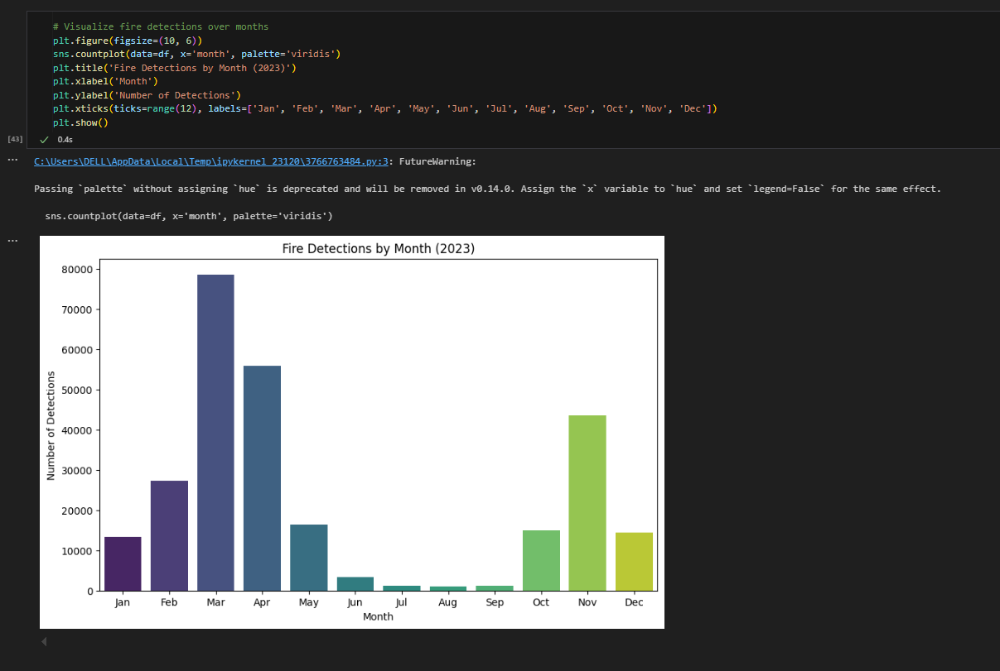 # Visualize fire detections over months
plt.figure(figsize=(10, 6))
sns.countplot(data=df, x='month', palette='viridis')
plt.title('Fire Detections by Month (2023)')
plt.xlabel('Month')
plt.ylabel('Number of Detections')
plt.xticks(ticks=range(12), labels=['Jan', 'Feb', 'Mar', 'Apr', 'May', 'Jun', 'Jul', 'Aug', 'Sep', 'Oct', 'Nov', 'Dec'])
plt.show()
[43] ✓ 0.4s
... C:\Users\DELL\AppData\Local\Temp\ipykernel_23120\3766763484.py:3: FutureWarning:
Passing `palette` without assigning `hue` is deprecated and will be removed in v0.14.0. Assign the `x` variable to `hue` and set `legend=False` for the same effect.
sns.countplot(data=df, x='month', palette='viridis')
...
Fire Detections by Month (2023)
Number of Detections
80000
70000
60000
50000
40000
30000
20000
10000
0
Jan Feb Mar Apr May Jun Jul Aug Sep Oct Nov Dec
Month